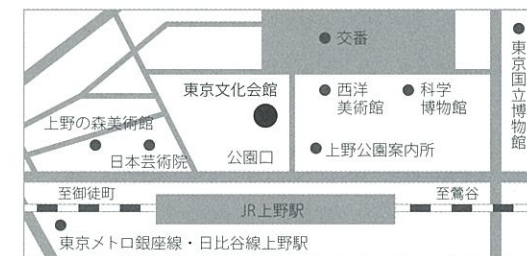 交番
東京国立博物館
東京文化会館
西洋
美術館
科学
博物館
上野の森美術館
日本芸術院
公園口
上野公園案内所
至御徒町
至鶯谷
JR上野駅
東京メトロ銀座線・日比谷線上野駅